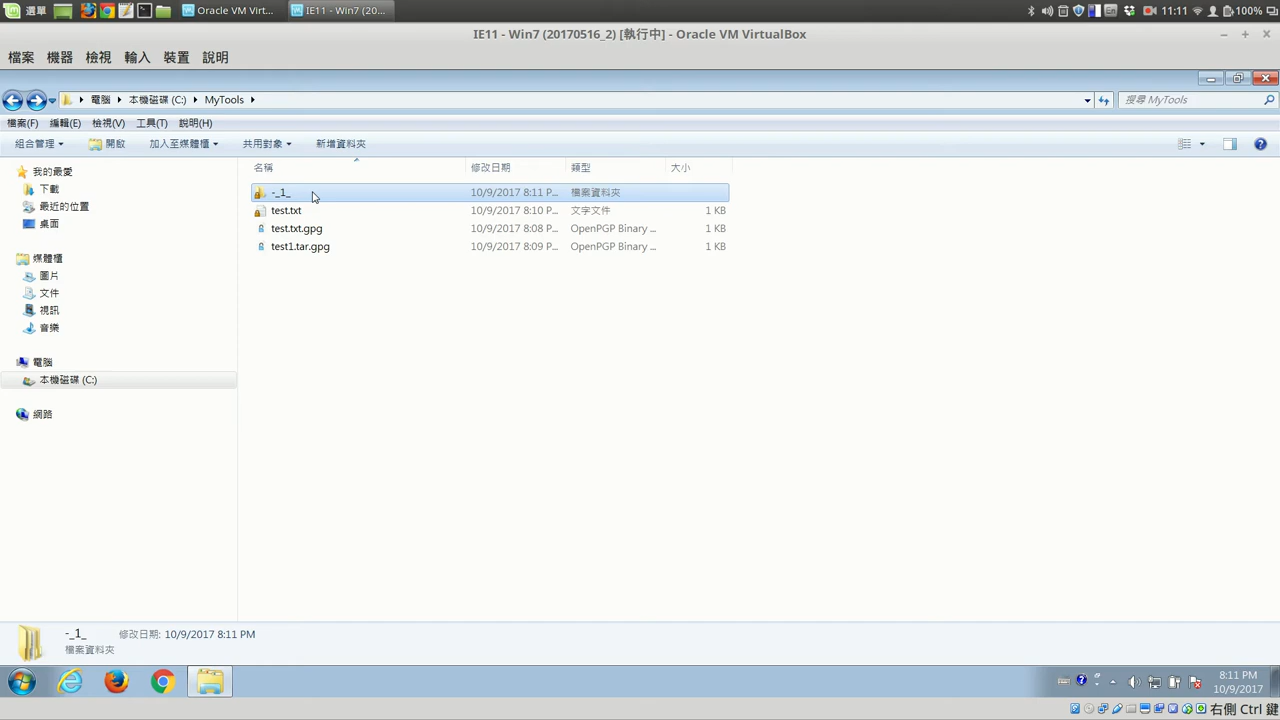 選單 Oracle VM Virt... IE11 - Win7 (20... En 11:11 100%
IE11 - Win7 (20170516_2) [執行中] - Oracle VM VirtualBox
檔案 機器 檢視 輸入 裝置 說明
電腦 本機磁碟 (C:) MyTools 搜尋 MyTools
檔案(F) 編輯(E) 檢視(V) 工具(T) 說明(H)
組合管理 開啟 加入至媒體櫃 共用對象 新增資料夾
名稱 修改日期 類型 大小
-_1_ 10/9/2017 8:11 P... 檔案資料夾
test.txt 10/9/2017 8:10 P... 文字文件 1 KB
test.txt.gpg 10/9/2017 8:08 P... OpenPGP Binary ... 1 KB
test1.tar.gpg 10/9/2017 8:09 P... OpenPGP Binary ... 1 KB
我的最愛
下載
最近的位置
桌面
媒體櫃
圖片
文件
視訊
音樂
電腦
本機磁碟 (C:)
網路
-_1_ 修改日期: 10/9/2017 8:11 PM
檔案資料夾
8:11 PM
10/9/2017
右側 Ctrl 鍵